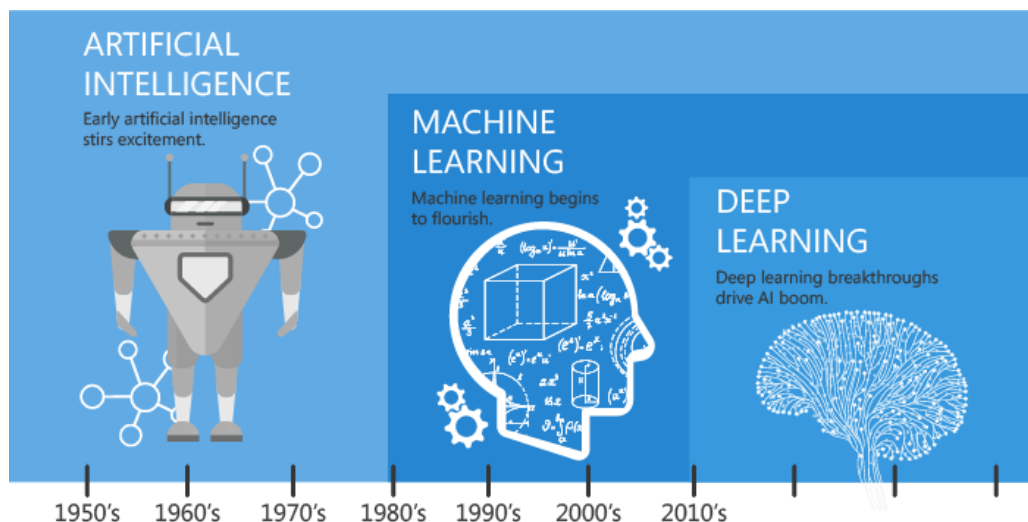 ARTIFICIAL
INTELLIGENCE
Early artificial intelligence
stirs excitement.
MACHINE
LEARNING
Machine learning begins
to flourish.
DEEP
LEARNING
Deep learning breakthroughs
drive AI boom.
1950's 1960's 1970's 1980's 1990's 2000's 2010's